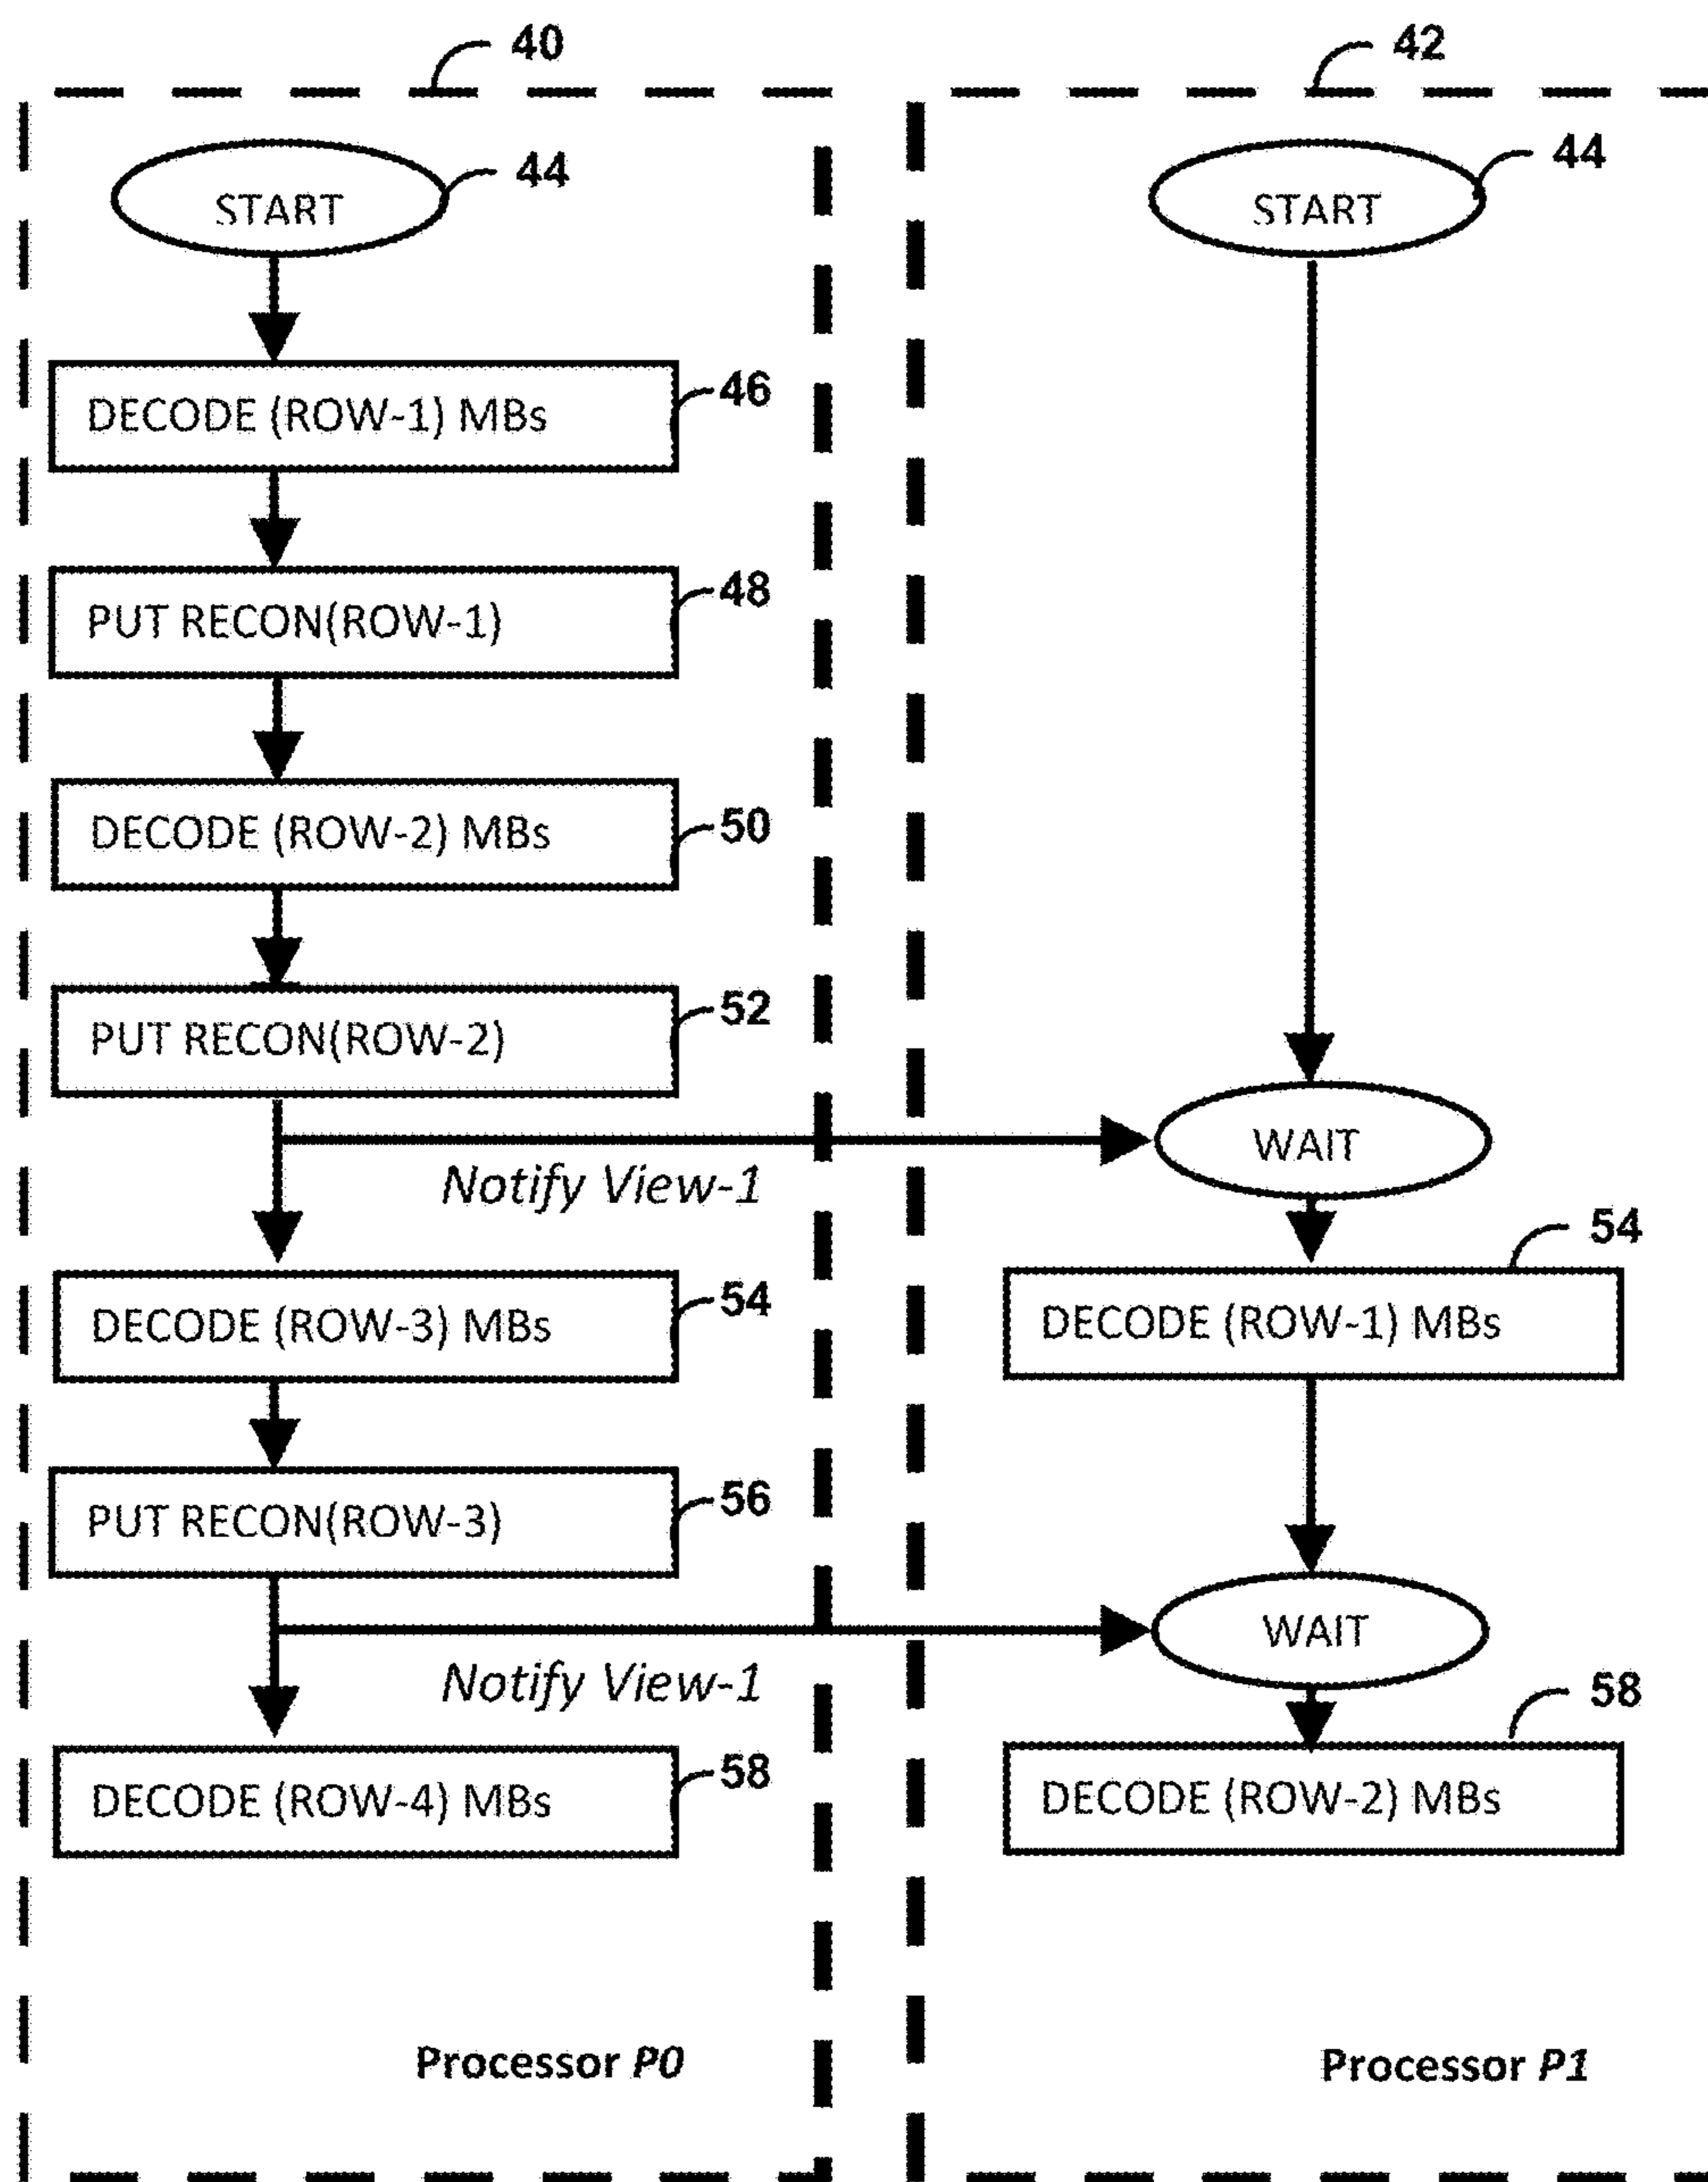 40
44
START
DECODE (ROW-1) MBs
46
PUT RECON(ROW-1)
48
DECODE (ROW-2) MBs
50
PUT RECON(ROW-2)
52
Notify View-1
DECODE (ROW-3) MBs
54
PUT RECON(ROW-3)
56
Notify View-1
DECODE (ROW-4) MBs
58
Processor P0
42
44
START
WAIT
54
DECODE (ROW-1) MBs
WAIT
58
DECODE (ROW-2) MBs
Processor P1